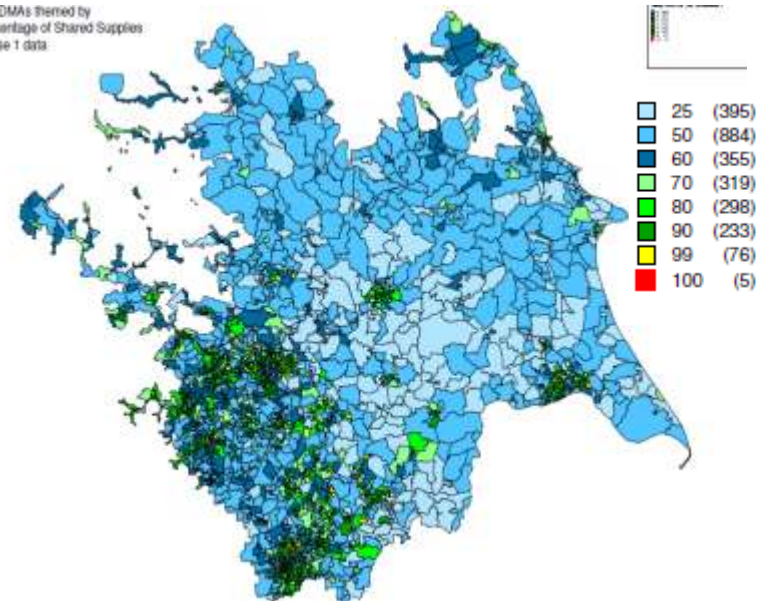 DMAs themed by
entage of Shared Supplies
se 1 data
25 (395)
50 (884)
60 (355)
70 (319)
80 (298)
90 (233)
99 (76)
100 (5)